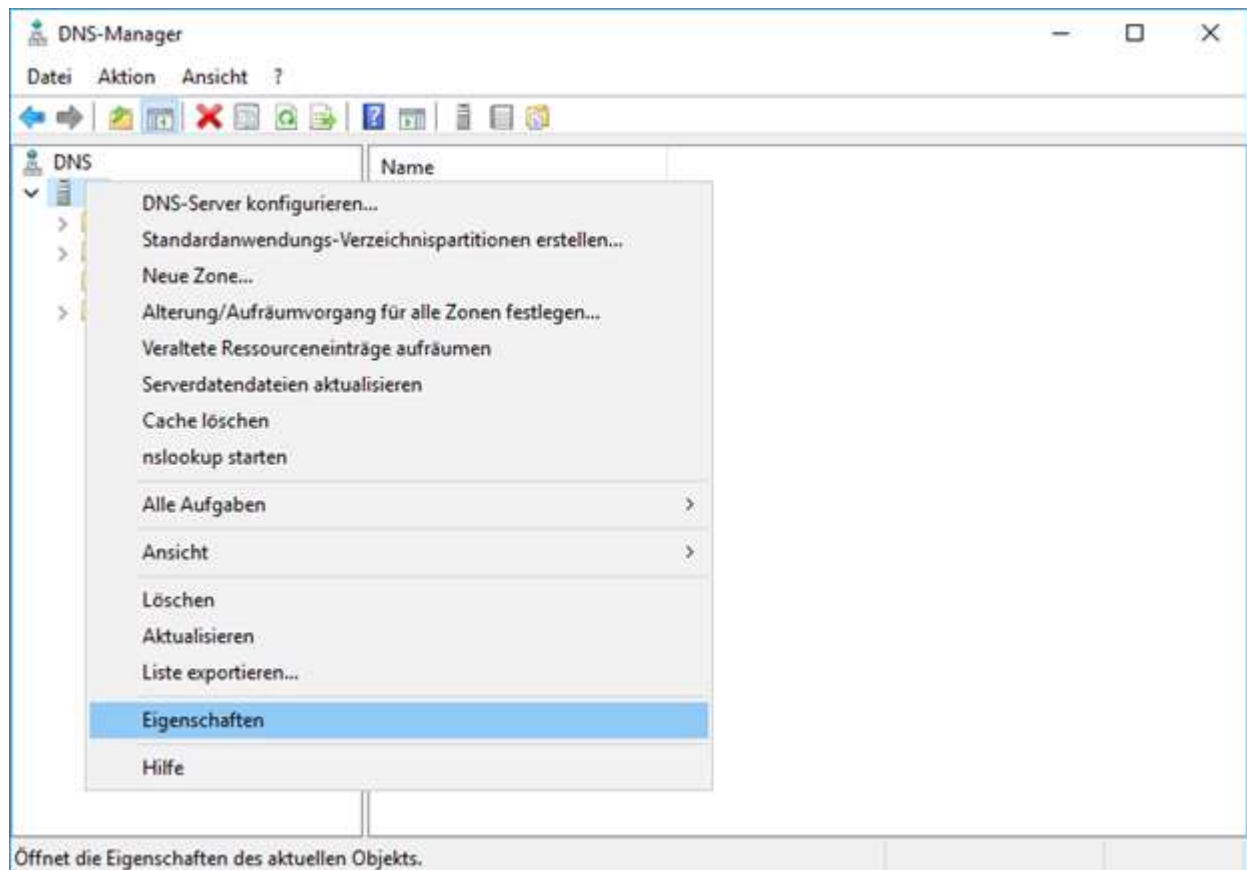 DNS-Manager
Datei Aktion Ansicht ?
DNS
Name
DNS-Server konfigurieren...
Standardanwendungs-Verzeichnispartitionen erstellen...
Neue Zone...
Alterung/Aufräumvorgang für alle Zonen festlegen...
Veraltete Ressourceneinträge aufräumen
Serverdatendateien aktualisieren
Cache löschen
nslookup starten
Alle Aufgaben
Ansicht
Löschen
Aktualisieren
Liste exportieren...
Eigenschaften
Hilfe
Öffnet die Eigenschaften des aktuellen Objekts.